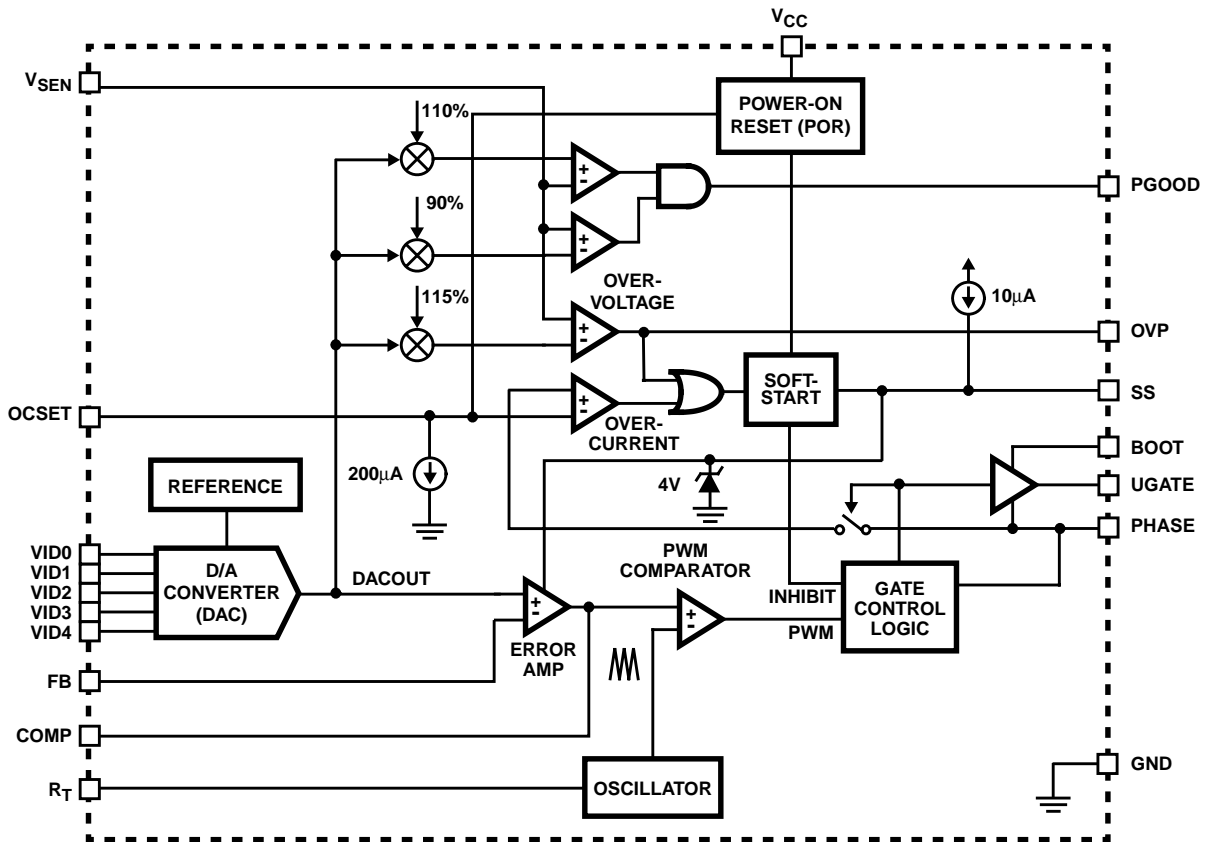 VCC
VSEN
POWER-ON
RESET (POR)
110%
+
-
PGOOD
90%
+
-
OVER-
VOLTAGE
10µA
115%
+
-
OVP
SOFT-
START
SS
OCSET
+
-
OVER-
CURRENT
BOOT
200µA
4V
UGATE
REFERENCE
PHASE
VID0
VID1
VID2
VID3
VID4
D/A
CONVERTER
(DAC)
DACOUT
PWM
COMPARATOR
+
-
+
-
INHIBIT
PWM
GATE
CONTROL
LOGIC
ERROR
AMP
FB
COMP
GND
RT
OSCILLATOR